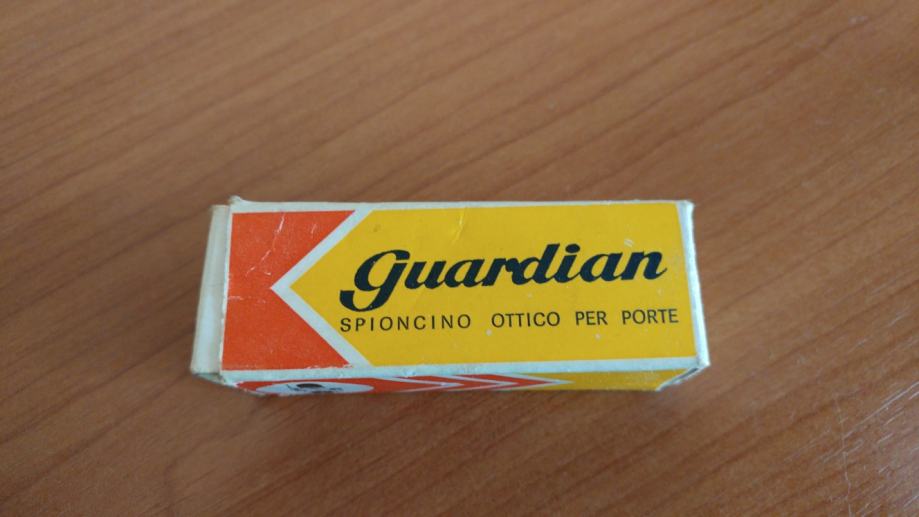 guardian
SPIONCINO OTTICO PER PORTE